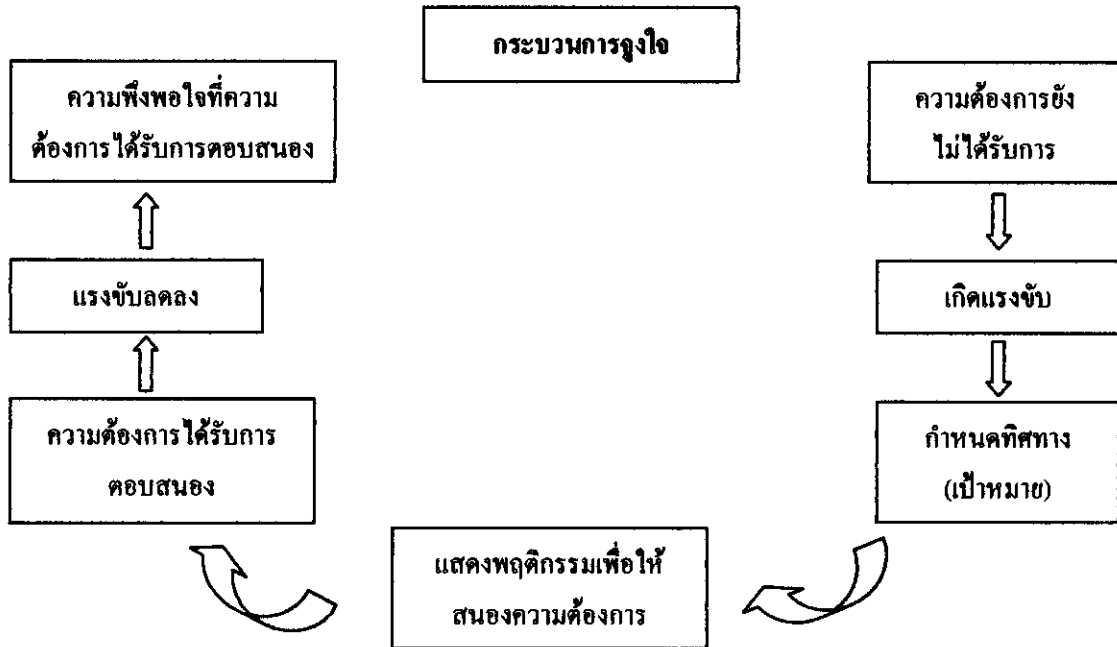 กระบวนการจูงใจ
ความพึงพอใจที่ความ
ต้องการได้รับการตอบสนอง
ความต้องการยัง
ไม่ได้รับการ
แรงขับลดลง
เกิดแรงขับ
ความต้องการได้รับการ
ตอบสนอง
กำหนดทิศทาง
(เป้าหมาย)
แสดงพฤติกรรมเพื่อให้
สนองความต้องการ